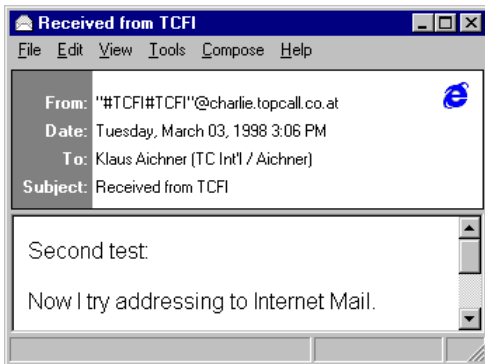 Received from TCFI
File Edit View Tools Compose Help
From: "#TCFI#TCFI"@charlie.topcall.co.at
Date: Tuesday, March 03, 1998 3:06 PM
To: Klaus Aichner (TC Int'l / Aichner)
Subject: Received from TCFI
Second test:
Now I try addressing to Internet Mail.